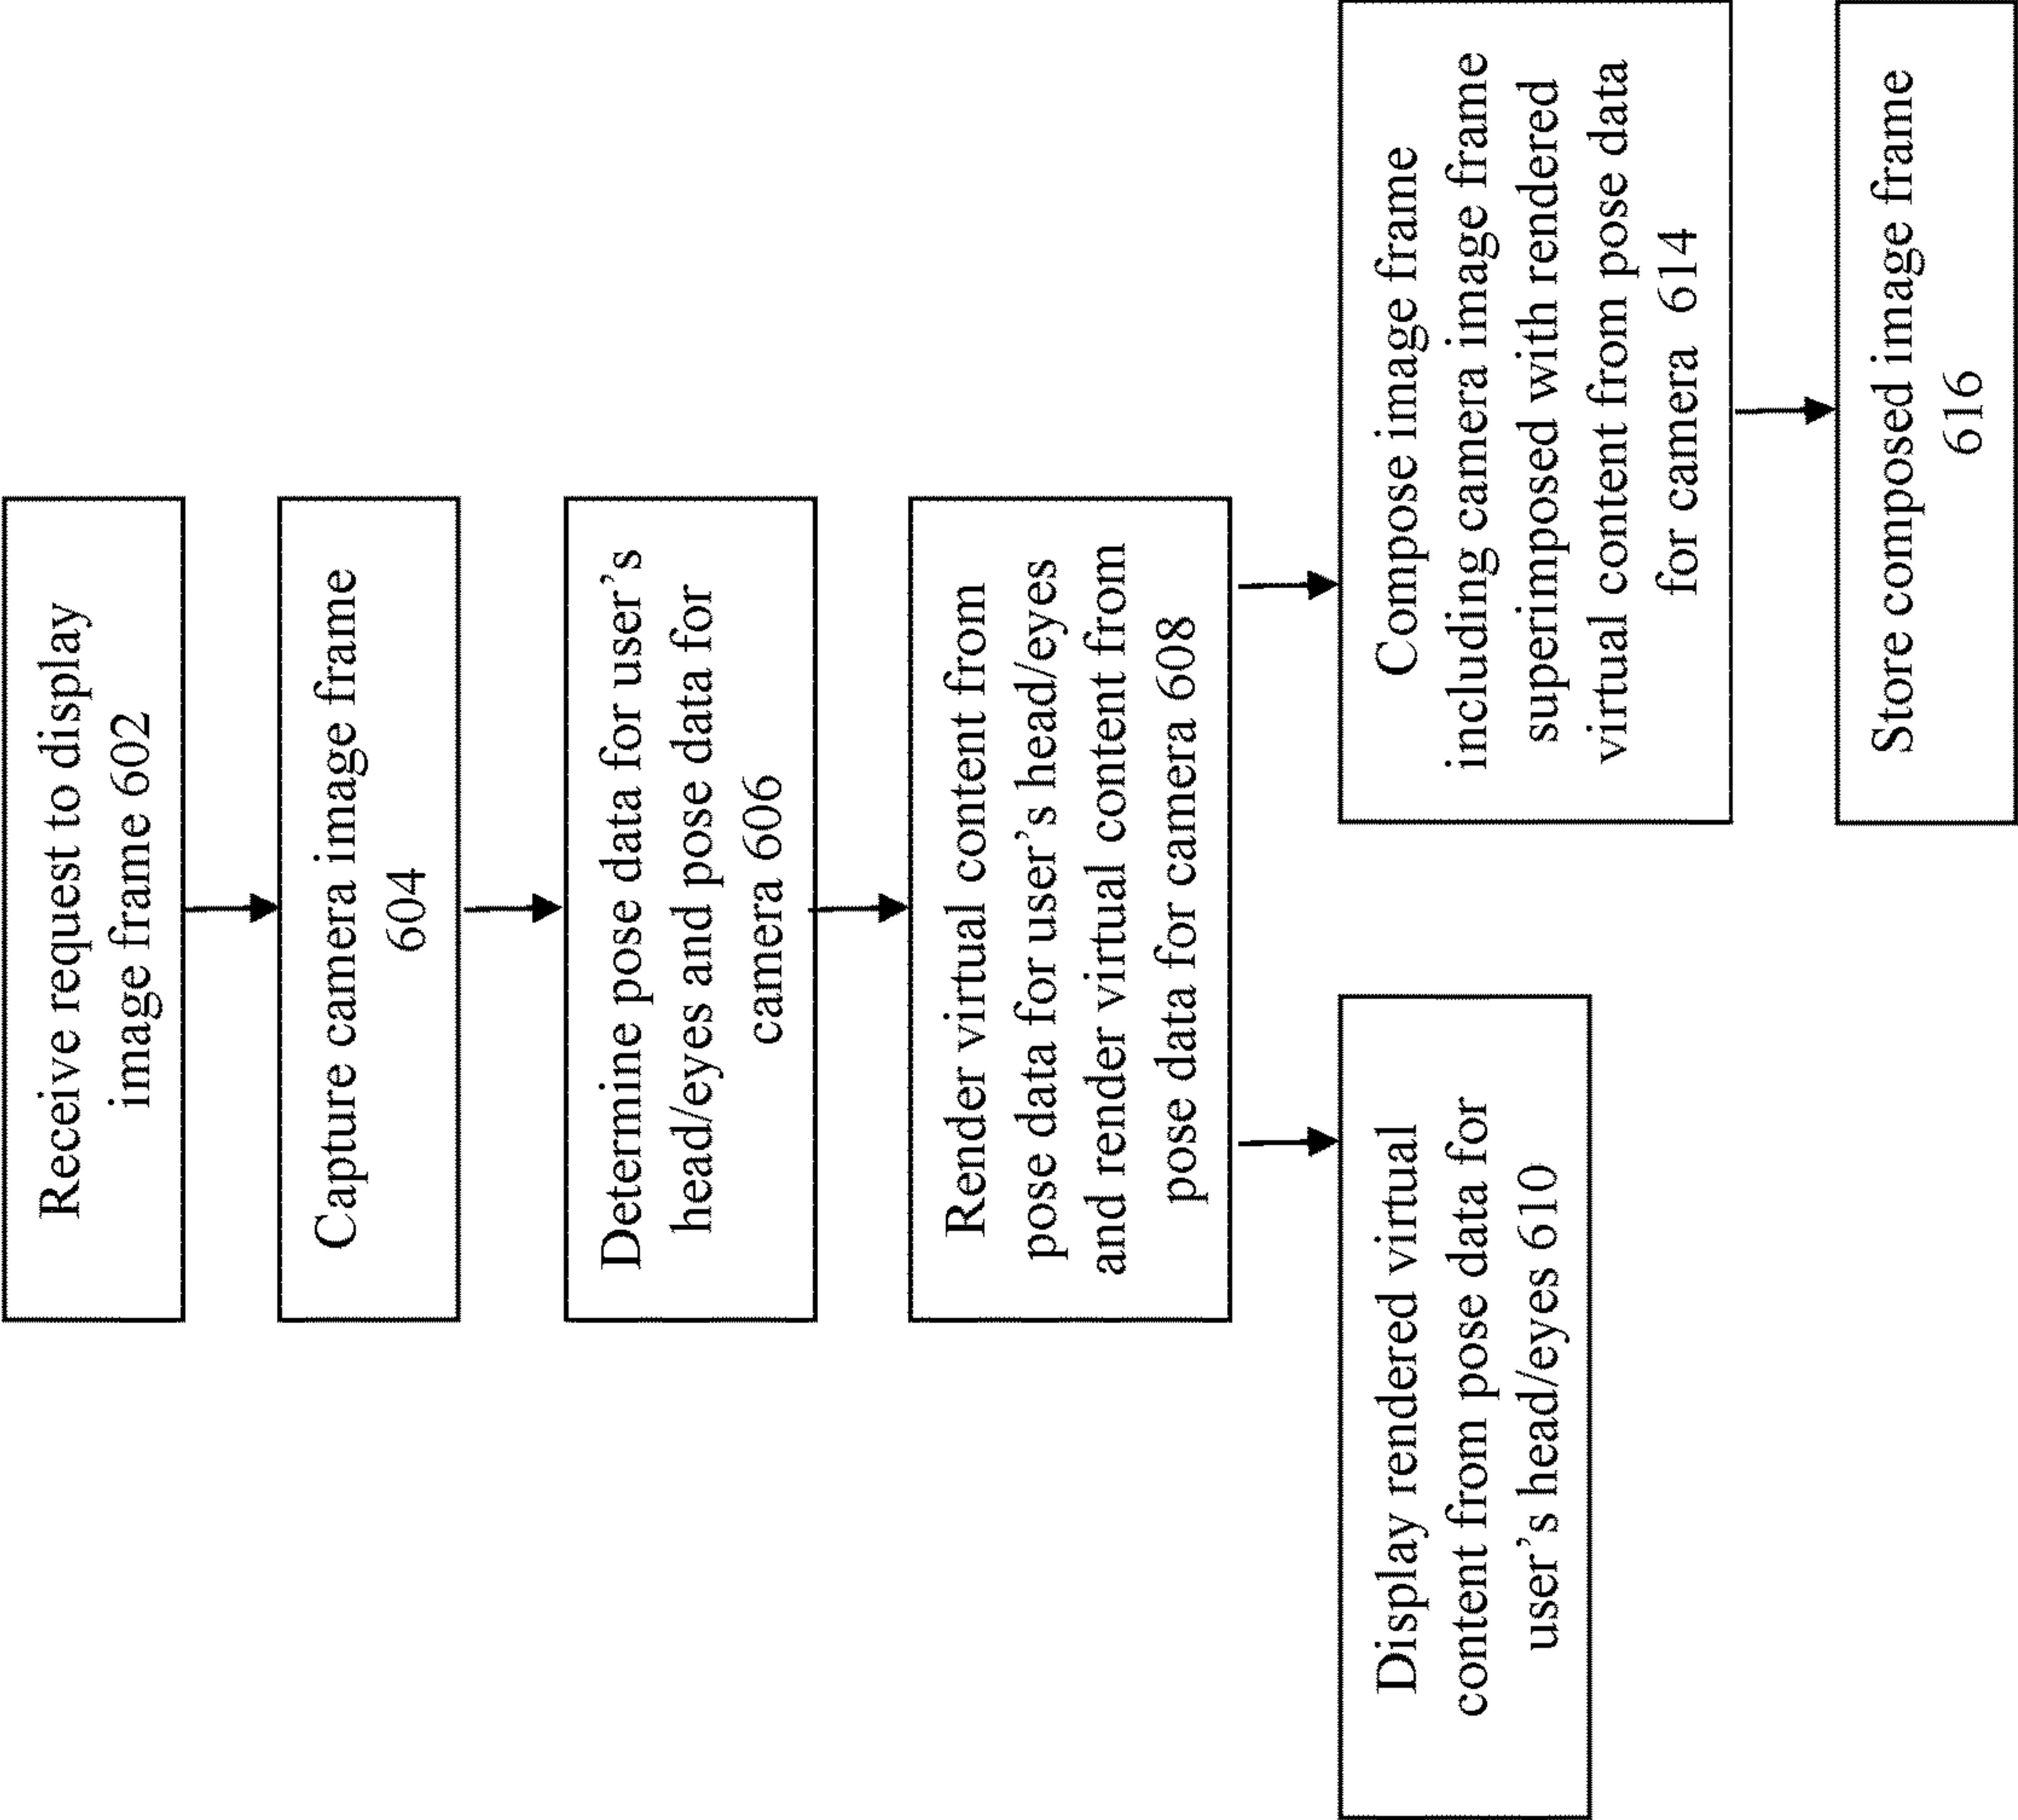 Receive request to display
image frame 602
Capture camera image frame
604
Determine pose data for user's
head/eyes and pose data for
camera 606
Render virtual content from
pose data for user's head/eyes
and render virtual content from
pose data for camera 608
Display rendered virtual
content from pose data for
user's head/eyes 610
Compose image frame
including camera image frame
superimposed with rendered
virtual content from pose data
for camera 614
Store composed image frame
616